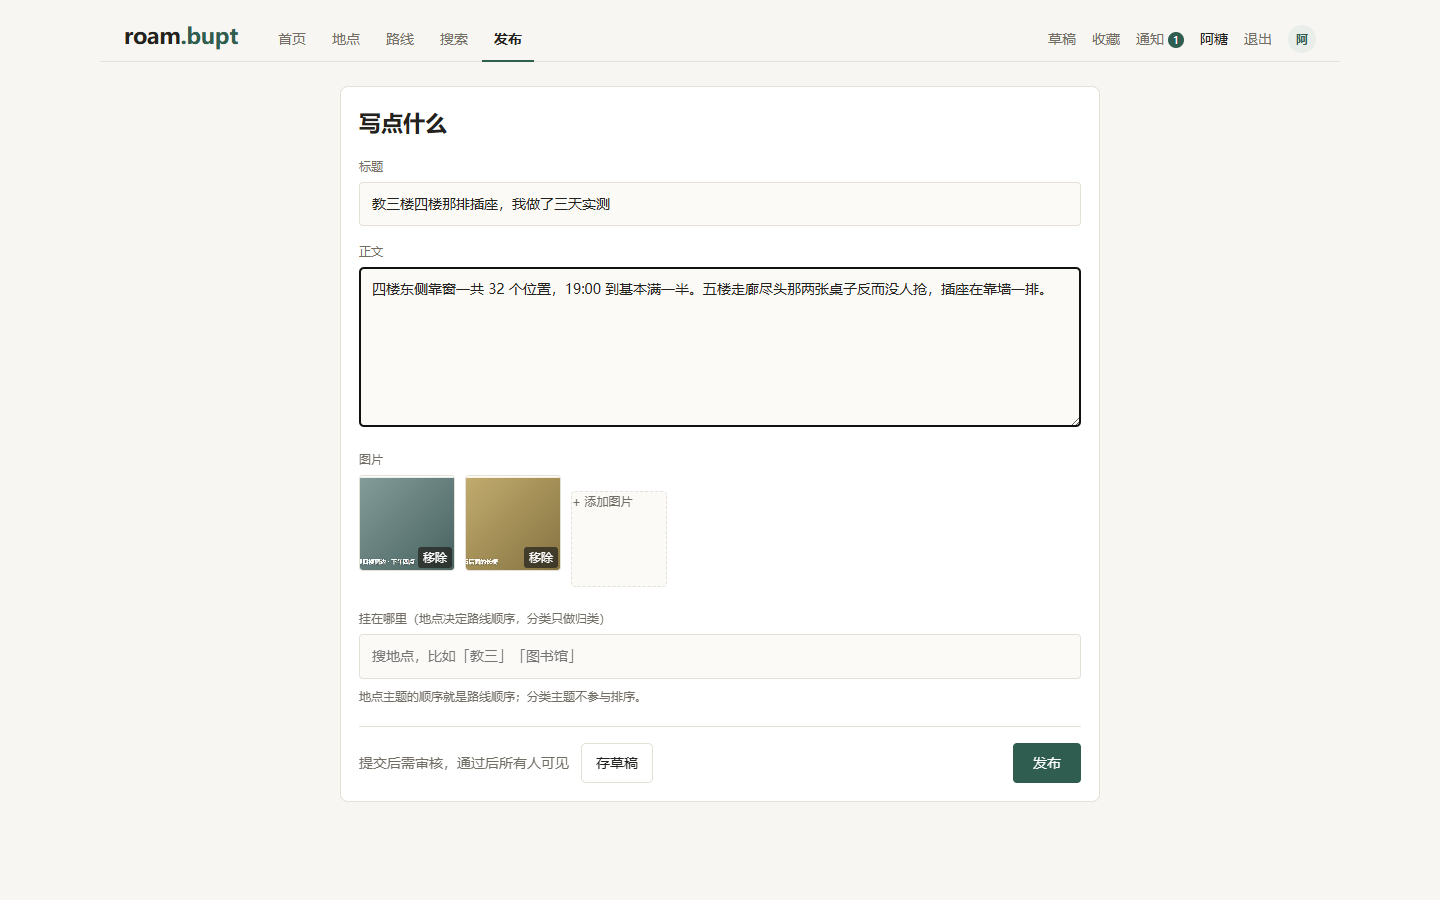 roam.bupt
首页
地点
路线
搜索
发布
草稿
收藏
通知 1
阿糖
退出
阿
写点什么
标题
教三楼四楼那排插座，我做了三天实测
正文
四楼东侧靠窗一共 32 个位置，19:00 到基本满一半。五楼走廊尽头那两张桌子反而没人抢，插座在靠墙一排。
图片
移除
移除
+ 添加图片
挂在哪里（地点决定路线顺序，分类只做归类）
搜地点，比如「教三」「图书馆」
地点主题的顺序就是路线顺序；分类主题不参与排序。
提交后需审核，通过后所有人可见
存草稿
发布